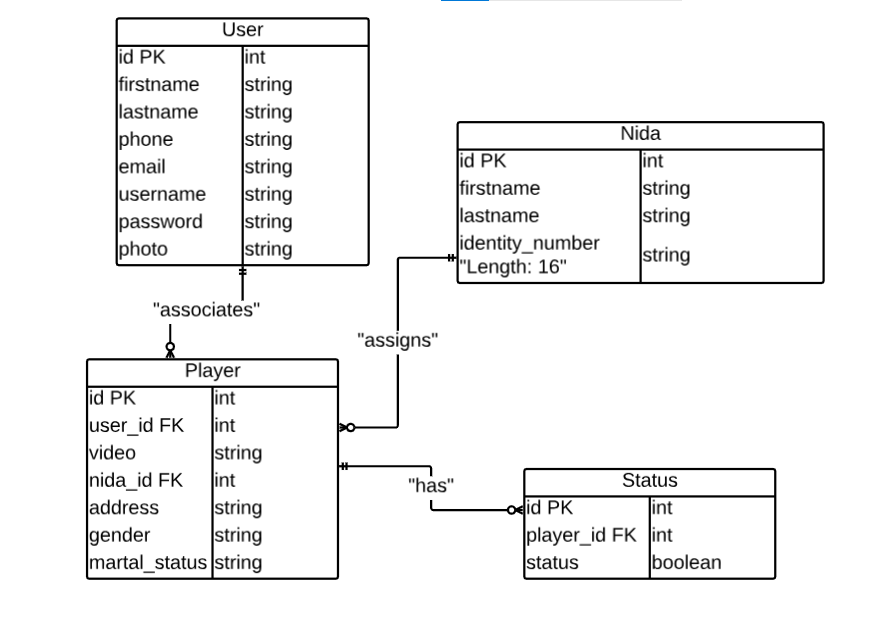 User
id PK int
firstname string
lastname string
phone string
email string
username string
password string
photo string
Nida
id PK int
firstname string
lastname string
identity_number
"Length: 16" string
"associates"
"assigns"
Player
id PK int
user_id FK int
video string
nida_id FK int
address string
gender string
martal_status string
"has"
Status
id PK int
player_id FK int
status boolean